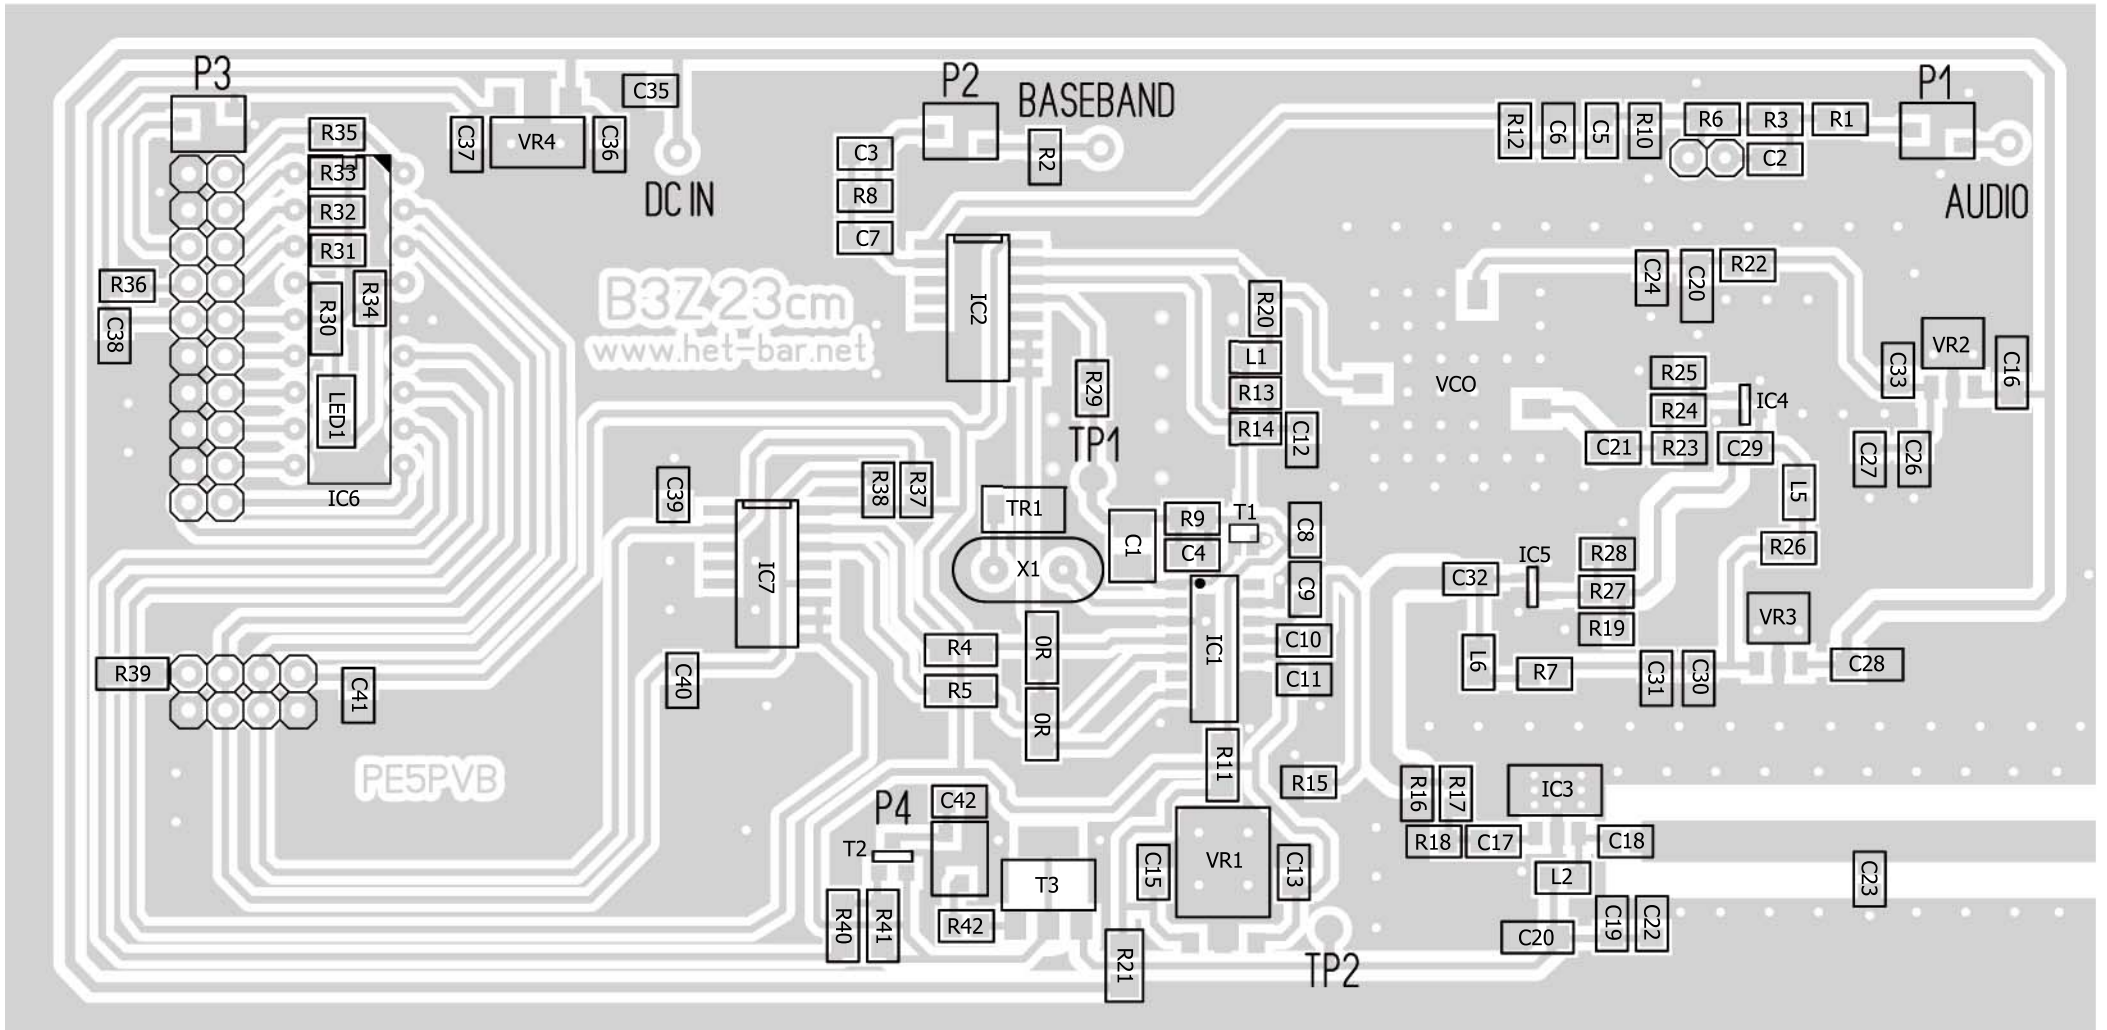 P3
C35
P2
BASEBAND
P1
R35
C37
VR4
C36
C3
R2
R12
C6
C5
R10
R6
R3
R1
C2
R33
DC IN
R8
AUDIO
R32
C7
R31
R36
R34
R30
C38
B3Z 23cm
www.het-bar.net
IC2
R20
L1
R13
R14
C12
C24
C20
R22
VR2
C33
C16
VCO
R25
R24
IC4
C21
R23
C29
C27
C26
LED1
IC6
R29
TP1
C39
R38
R37
TR1
L5
C1
R9
T1
C8
C4
R26
IC7
X1
C9
C32
IC5
R28
R27
R19
VR3
R4
0R
IC1
C10
R39
C41
C40
R5
0R
C11
L6
R7
C31
C30
C28
PE5PVB
R11
R15
R16
R17
IC3
P4
C42
T2
R18
C17
C18
T3
C15
VR1
C13
L2
C23
R40
R41
R42
R21
TP2
C20
C19
C22